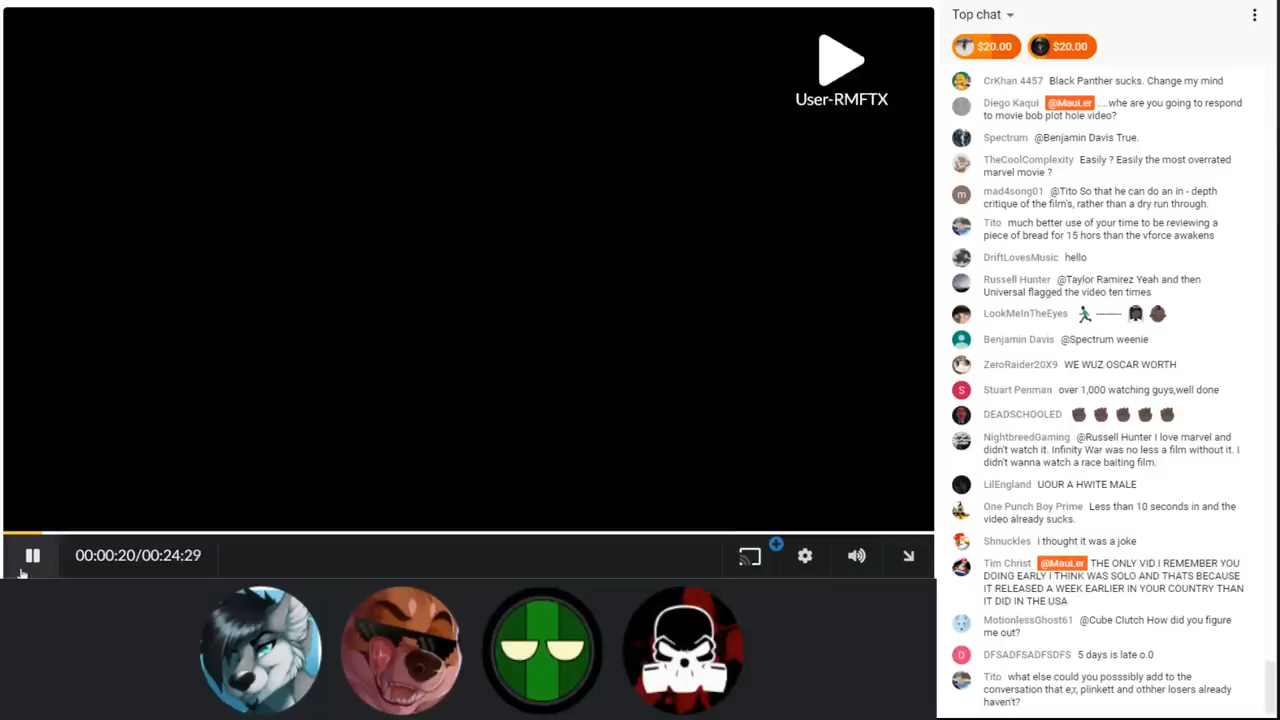 User-RMFTX
00:00:20/00:24:29
Top chat
$20.00
$20.00
CrKhan 4457 Black Panther sucks. Change my mind
Diego Kaqui @MauLer ....whe are you going to respond
to movie bob plot hole video?
Spectrum @Benjamin Davis True.
TheCoolComplexity Easily ? Easily the most overrated
marvel movie ?
m
mad4song01 @Tito So that he can do an in - depth
critique of the film's, rather than a dry run through.
Tito much better use of your time to be reviewing a
piece of bread for 15 hors than the vforce awakens
DriftLovesMusic hello
Russell Hunter @Taylor Ramirez Yeah and then
Universal flagged the video ten times
LookMeInTheEyes 🏃 -------- 
Benjamin Davis @Spectrum weenie
ZeroRaider20X9 WE WUZ OSCAR WORTH
S
Stuart Penman over 1,000 watching guys,well done
DEADSCHOOLED ✊🏿✊🏿✊🏿✊🏿✊🏿
NightbreedGaming @Russell Hunter I love marvel and
didn't watch it. Infinity War was no less a film without it. I
didn't wanna watch a race baiting film.
LilEngland UOUR A HWITE MALE
One Punch Boy Prime Less than 10 seconds in and the
video already sucks.
Shnuckles i thought it was a joke
Tim Christ @MauLer THE ONLY VID I REMEMBER YOU
DOING EARLY I THINK WAS SOLO AND THATS BECAUSE
IT RELEASED A WEEK EARLIER IN YOUR COUNTRY THAN
IT DID IN THE USA
MotionlessGhost61 @Cube Clutch How did you figure
me out?
D
DFSADFSADFSDFS 5 days is late o.0
Tito what else could you posssibly add to the
conversation that e;r, plinkett and othher losers already
haven't?